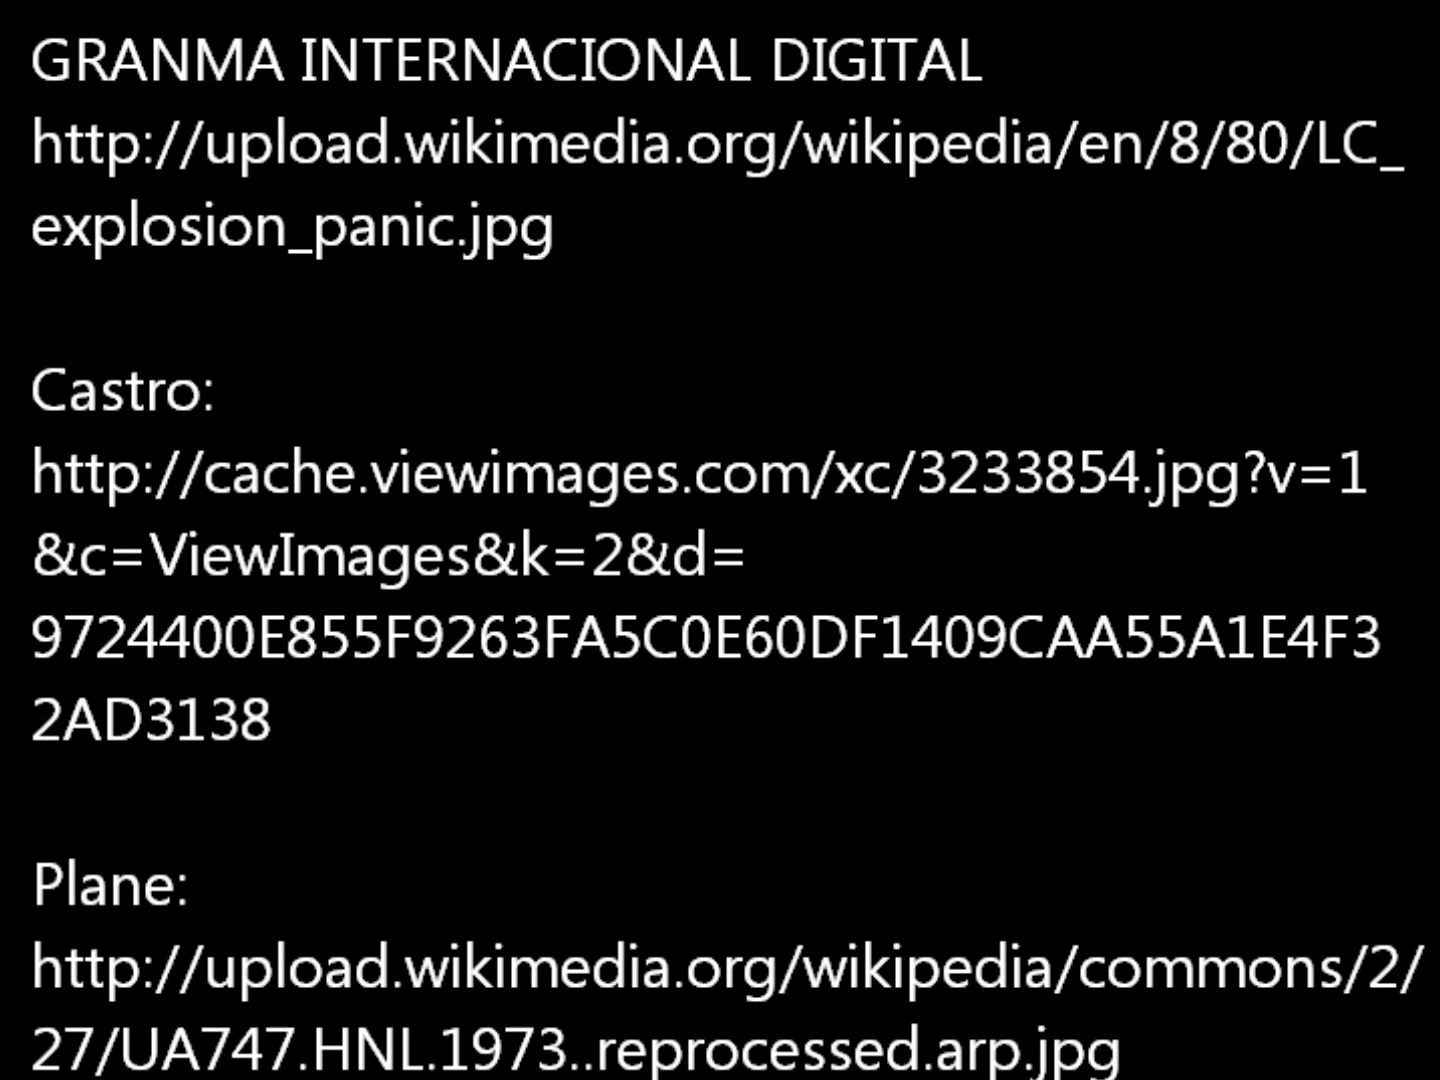 GRANMA INTERNACIONAL DIGITAL
http://upload.wikimedia.org/wikipedia/en/8/80/LC_
explosion_panic.jpg
Castro:
http://cache.viewimages.com/xc/3233854.jpg?v=1
&c=ViewImages&k=2&d=
9724400E855F9263FA5C0E60DF1409CAA55A1E4F3
2AD3138
Plane:
http://upload.wikimedia.org/wikipedia/commons/2/
27/UA747.HNL.1973..reprocessed.arp.jpg